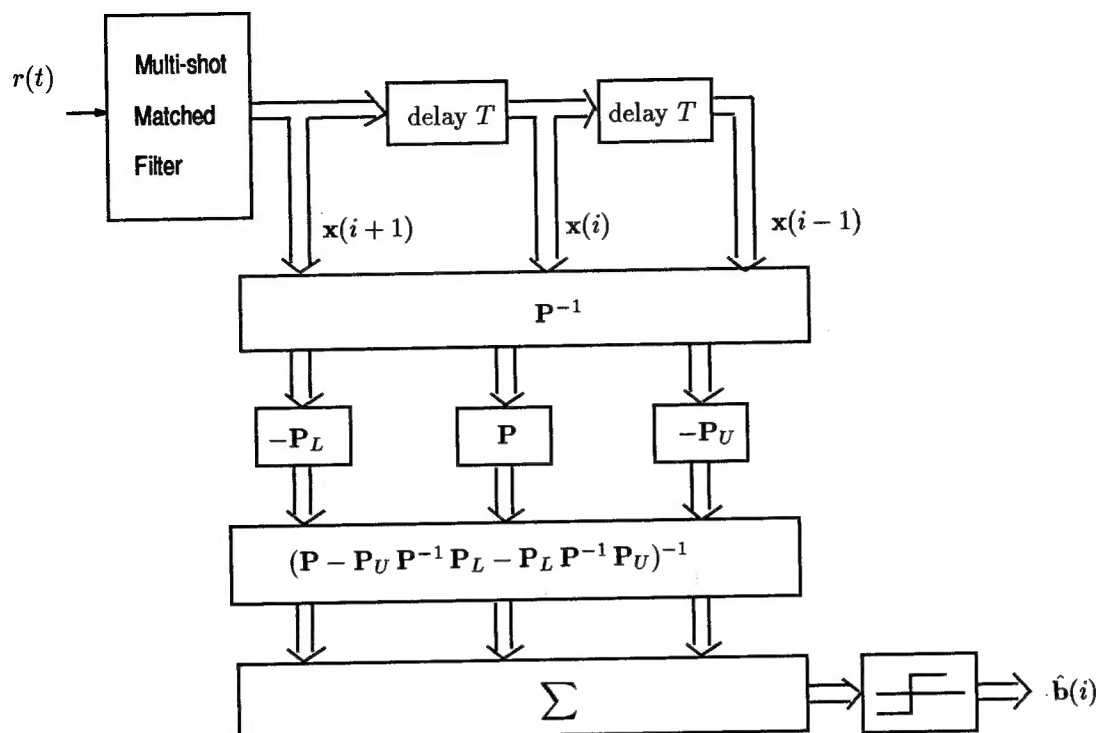 r(t)
Multi-shot
Matched
Filter
delay T
delay T
x(i + 1)
x(i)
x(i − 1)
P⁻¹
−P_L
P
−P_U
(P − P_U P⁻¹ P_L − P_L P⁻¹ P_U)⁻¹
∑
b̂(i)